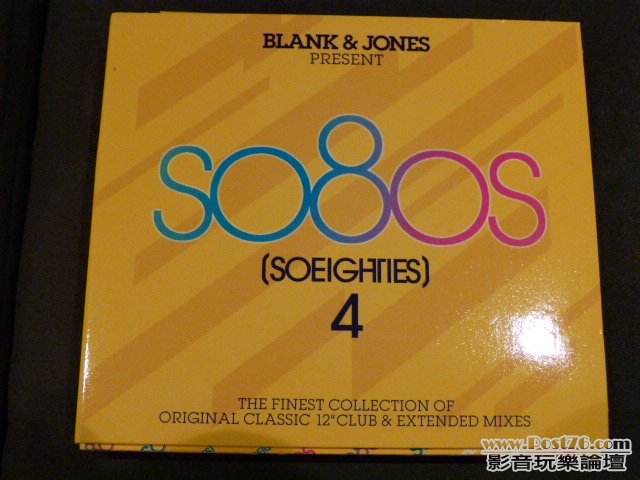 BLANK & JONES
PRESENT
SO80S
(SOEIGHTIES)
4
THE FINEST COLLECTION OF
ORIGINAL CLASSIC 12" CLUB & EXTENDED MIXES
www.Post76.com
影音玩樂論壇